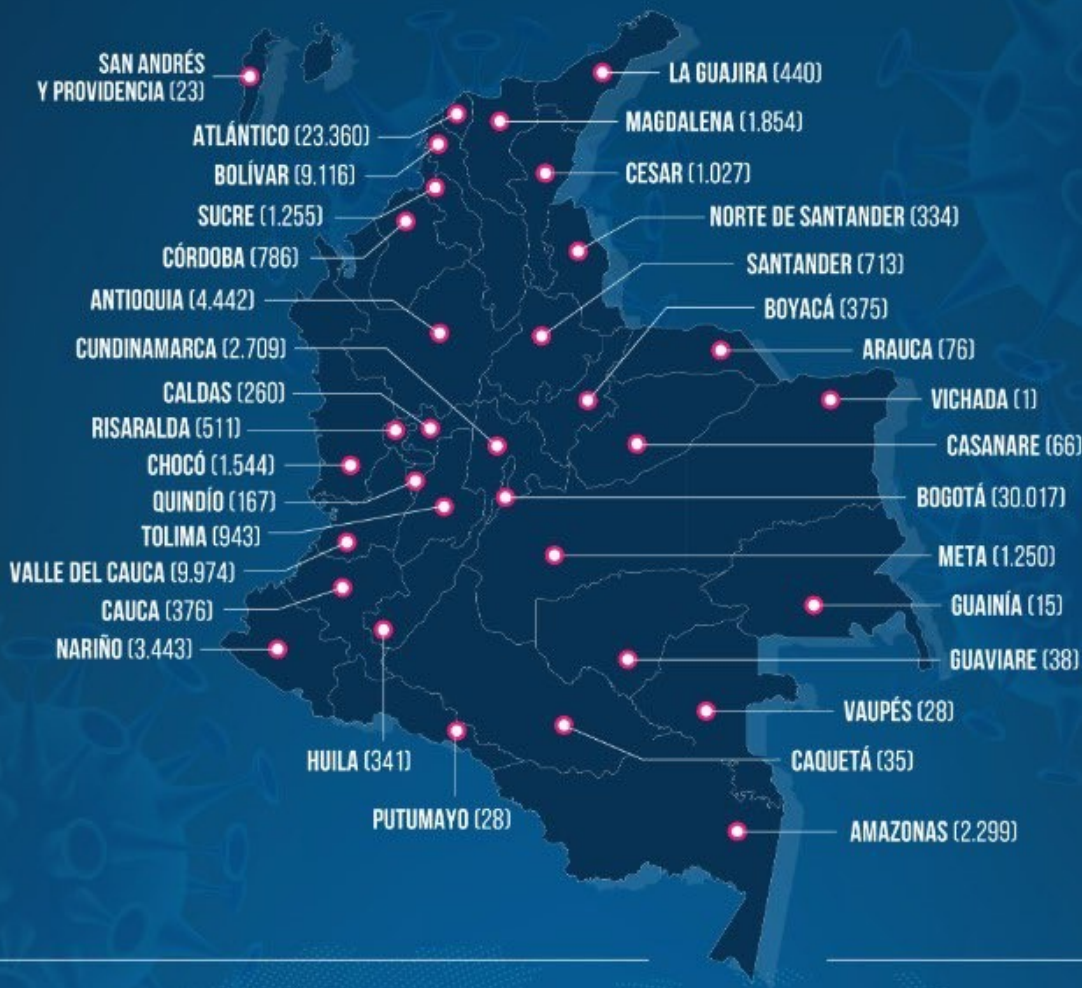 SAN ANDRÉS
Y PROVIDENCIA (23)
ATLÁNTICO (23.360)
BOLÍVAR (9.116)
SUCRE (1.255)
CÓRDOBA (786)
ANTIOQUIA (4.442)
CUNDINAMARCA (2.709)
CALDAS (260)
RISARALDA (511)
CHOCÓ (1.544)
QUINDÍO (167)
TOLIMA (943)
VALLE DEL CAUCA (9.974)
CAUCA (376)
NARIÑO (3.443)
HUILA (341)
PUTUMAYO (28)
LA GUAJIRA (440)
MAGDALENA (1.854)
CESAR (1.027)
NORTE DE SANTANDER (334)
SANTANDER (713)
BOYACÁ (375)
ARAUCA (76)
VICHADA (1)
CASANARE (66)
BOGOTÁ (30.017)
META (1.250)
GUAINÍA (15)
GUAVIARE (38)
VAUPÉS (28)
CAQUETÁ (35)
AMAZONAS (2.299)